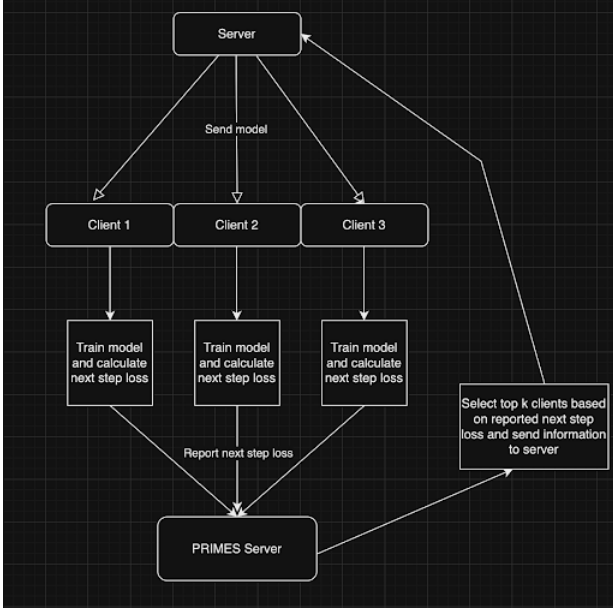 Server
Send model
Client 1
Client 2
Client 3
Train model
and calculate
next step loss
Train model
and calculate
next step loss
Train model
and calculate
next step loss
Select top k clients based
on reported next step
loss and send information
to server
Report next step loss
PRIMES Server